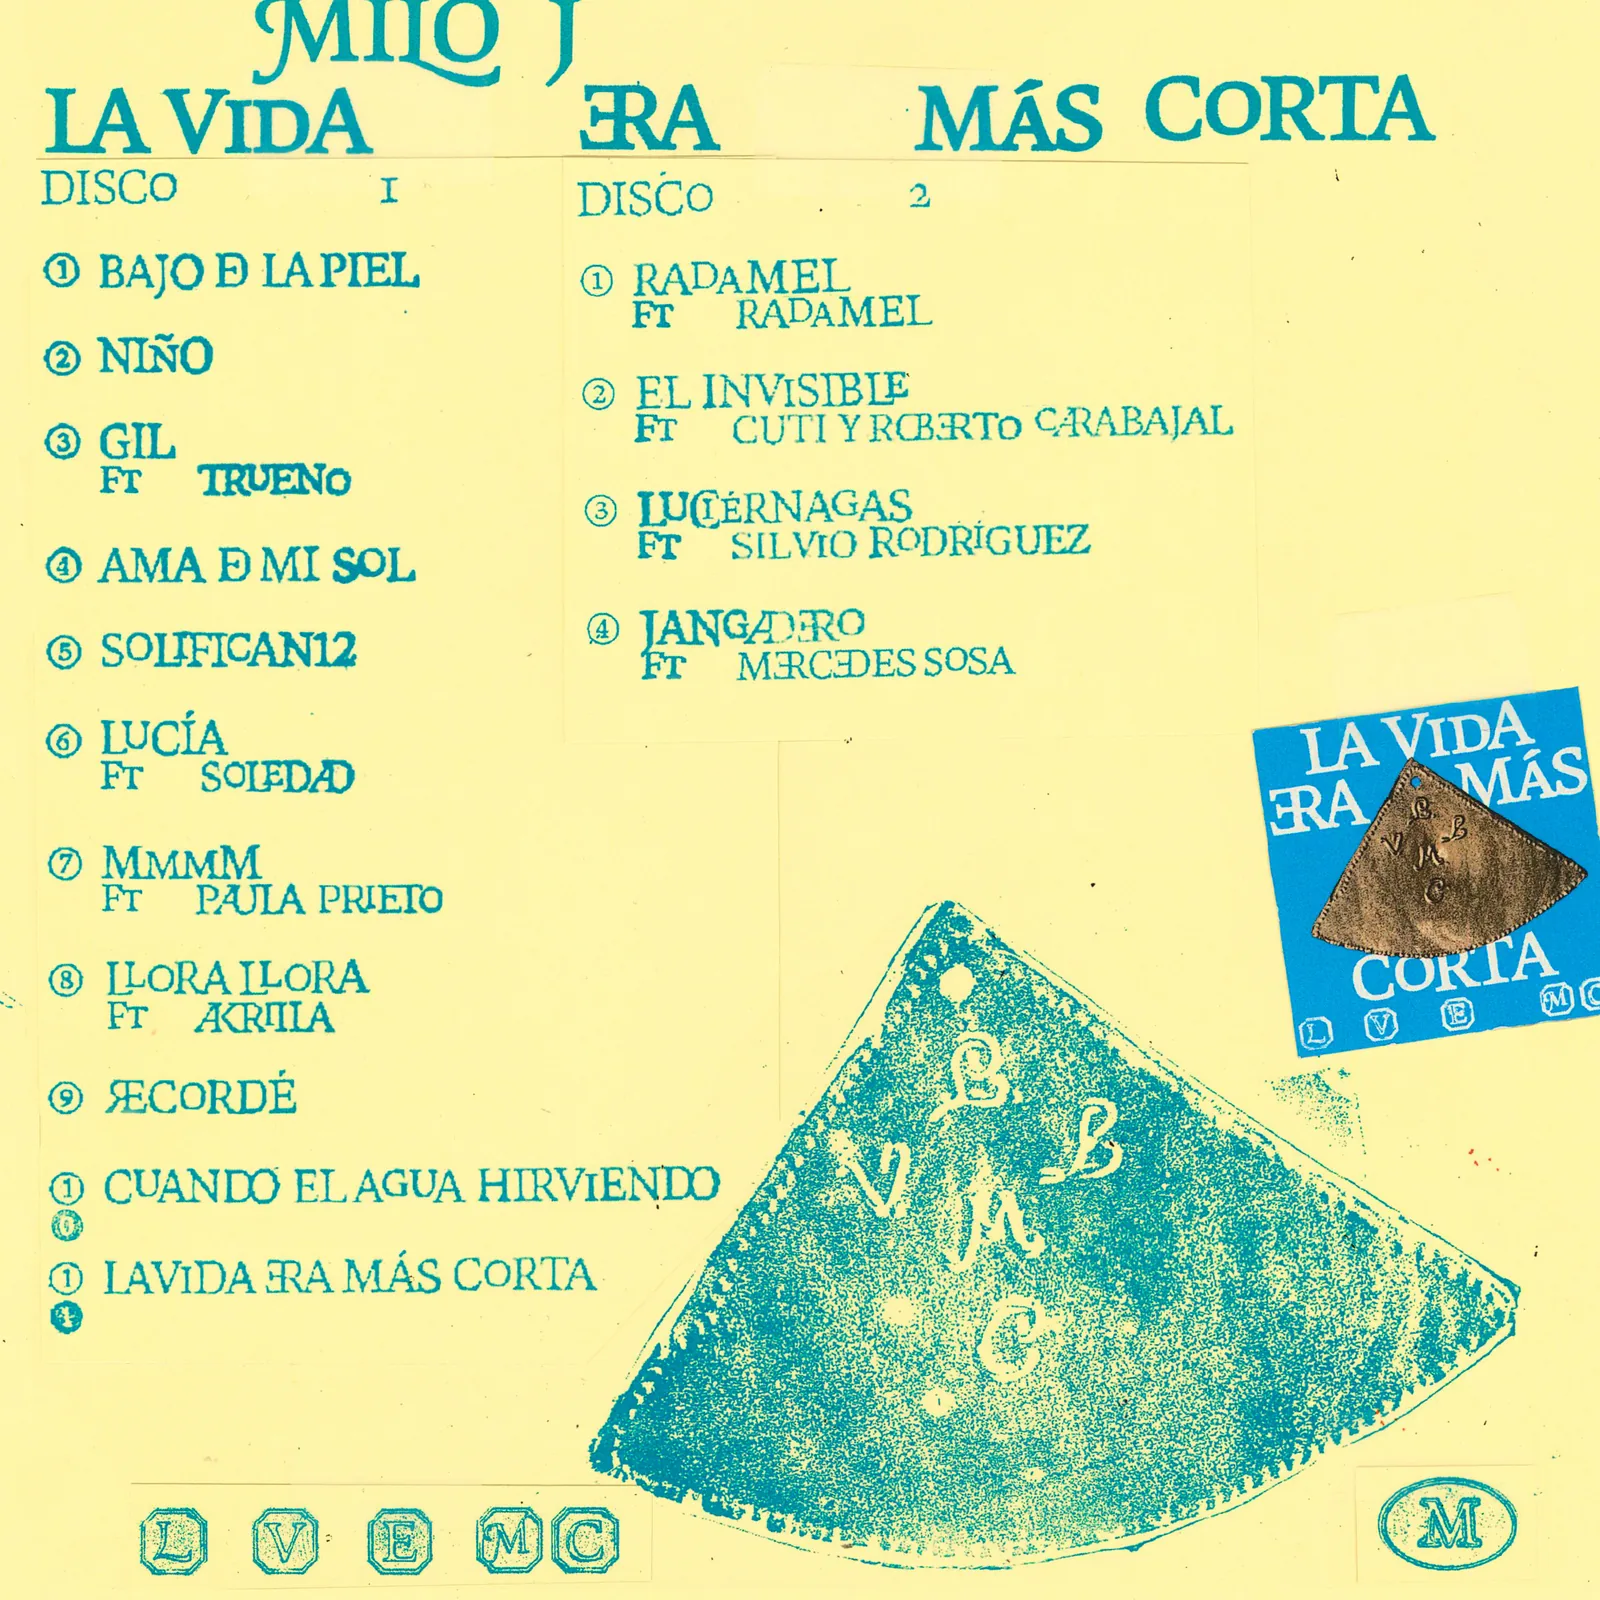 MILO J
LA VIDA ERA MÁS CORTA
DISCO 1
① BAJO DE LA PIEL
② NIÑO
③ GIL
FT TRUENO
④ AMA DE MI SOL
⑤ SOLIFICAN12
⑥ LUCÍA
FT SOLEDAD
⑦ MMMM
FT PAULA PRIETO
⑧ LLORA LLORA
FT AKRIILA
⑨ RECORDÉ
① CUANDO EL AGUA HIRVIENDO
⓪
① LA VIDA ERA MÁS CORTA
❶
DISCO 2
① RADAMEL
FT RADAMEL
② EL INVISIBLE
FT CUTI Y ROBERTO CARABAJAL
③ LUCIÉRNAGAS
FT SILVIO RODRÍGUEZ
④ JANGADERO
FT MERCEDES SOSA
LA VIDA
ERA MÁS
B
V B
M
C
CORTA
L V E M C
B
V B
M
C
L V E M C
M